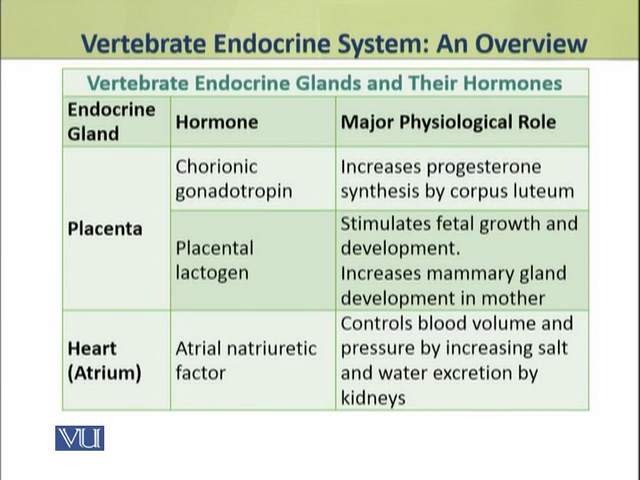 Vertebrate Endocrine System: An Overview
Vertebrate Endocrine Glands and Their Hormones
Endocrine Gland
Hormone
Major Physiological Role
Placenta
Chorionic
gonadotropin
Increases progesterone
synthesis by corpus luteum
Placental
lactogen
Stimulates fetal growth and
development.
Increases mammary gland
development in mother
Heart
(Atrium)
Atrial natriuretic
factor
Controls blood volume and
pressure by increasing salt
and water excretion by
kidneys
VU